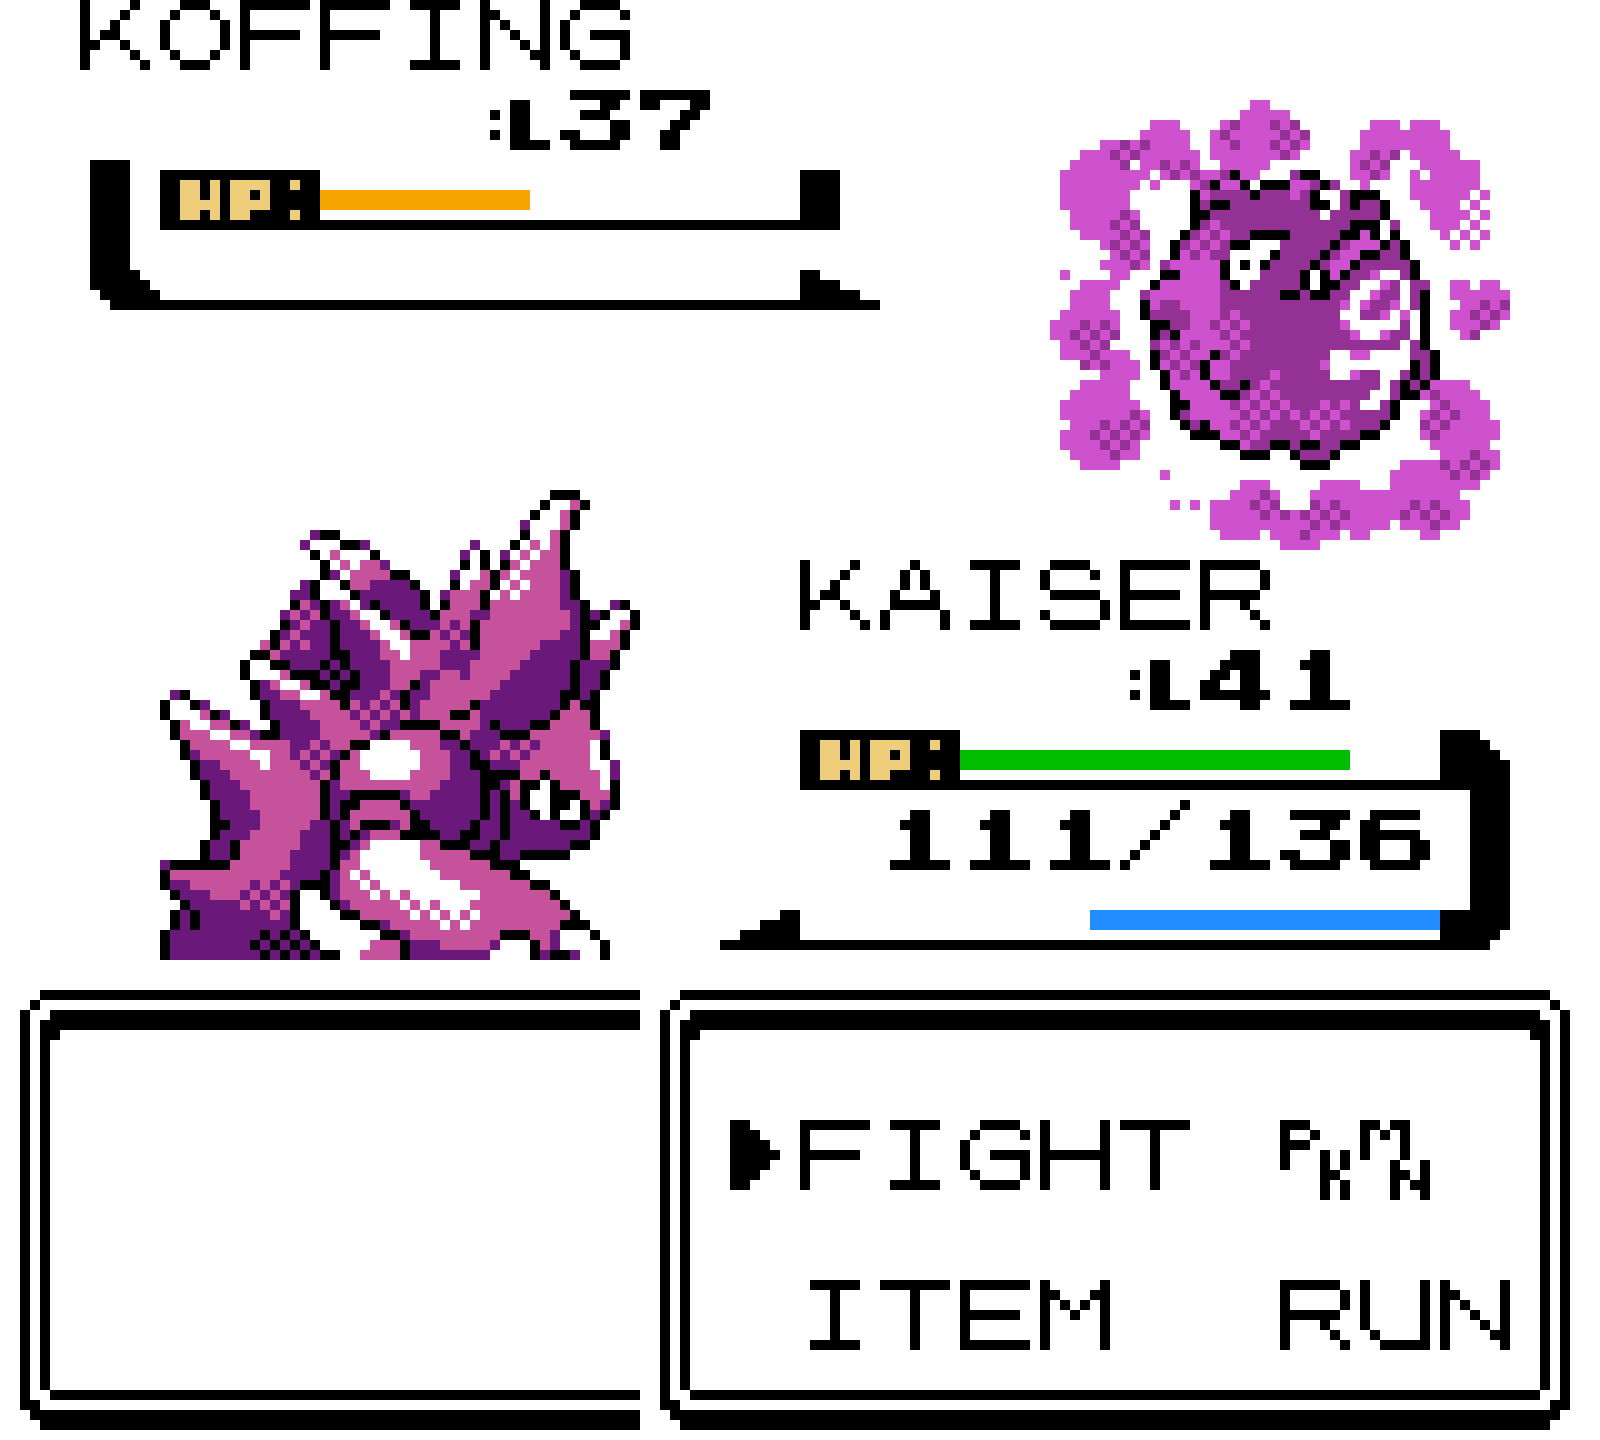 KOFFING
:L37
HP:
KAISER
:L41
HP:
111/136
▶FIGHT PKMN
ITEM RUN